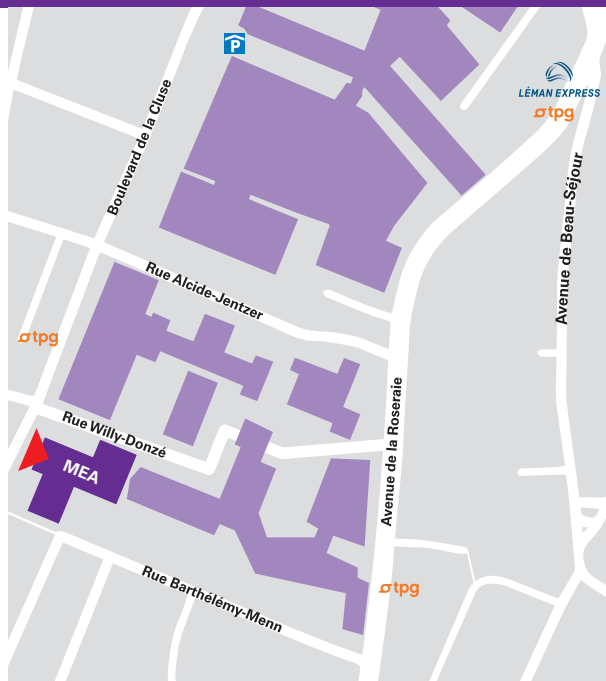 P
LÉMAN EXPRESS
tpg
Boulevard de la Cluse
Avenue de Beau-Séjour
Rue Alcide-Jentzer
tpg
Avenue de la Roseraie
Rue Willy-Donzé
MEA
Rue Barthélémy-Menn
tpg